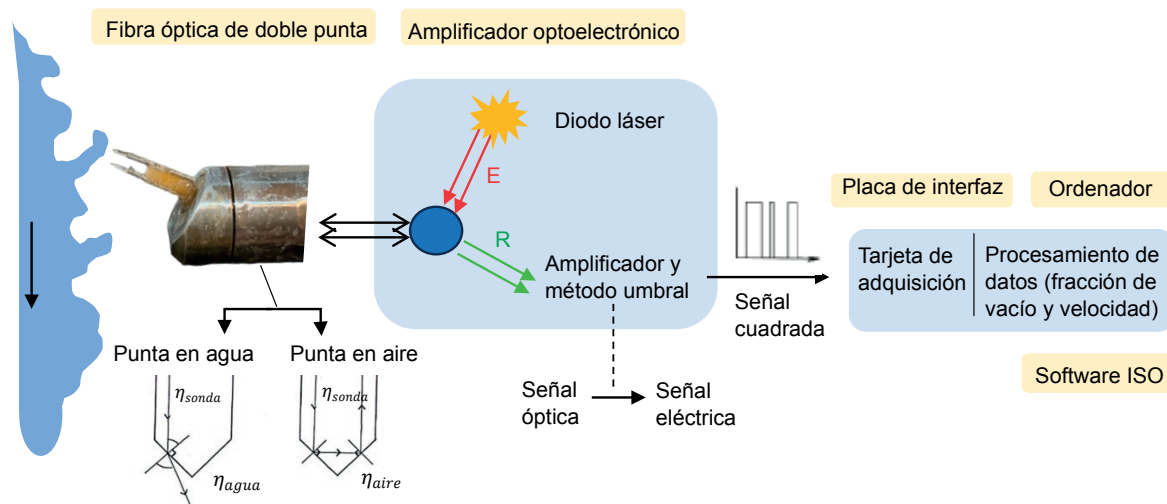 Fibra óptica de doble punta
Amplificador optoelectrónico
Diodo láser
E
R
Amplificador y
método umbral
Señal
cuadrada
Placa de interfaz
Ordenador
Tarjeta de
adquisición
Procesamiento de
datos (fracción de
vacío y velocidad)
Software ISO
Punta en agua
Punta en aire
η_sonda
η_sonda
η_agua
η_aire
Señal
óptica
Señal
eléctrica